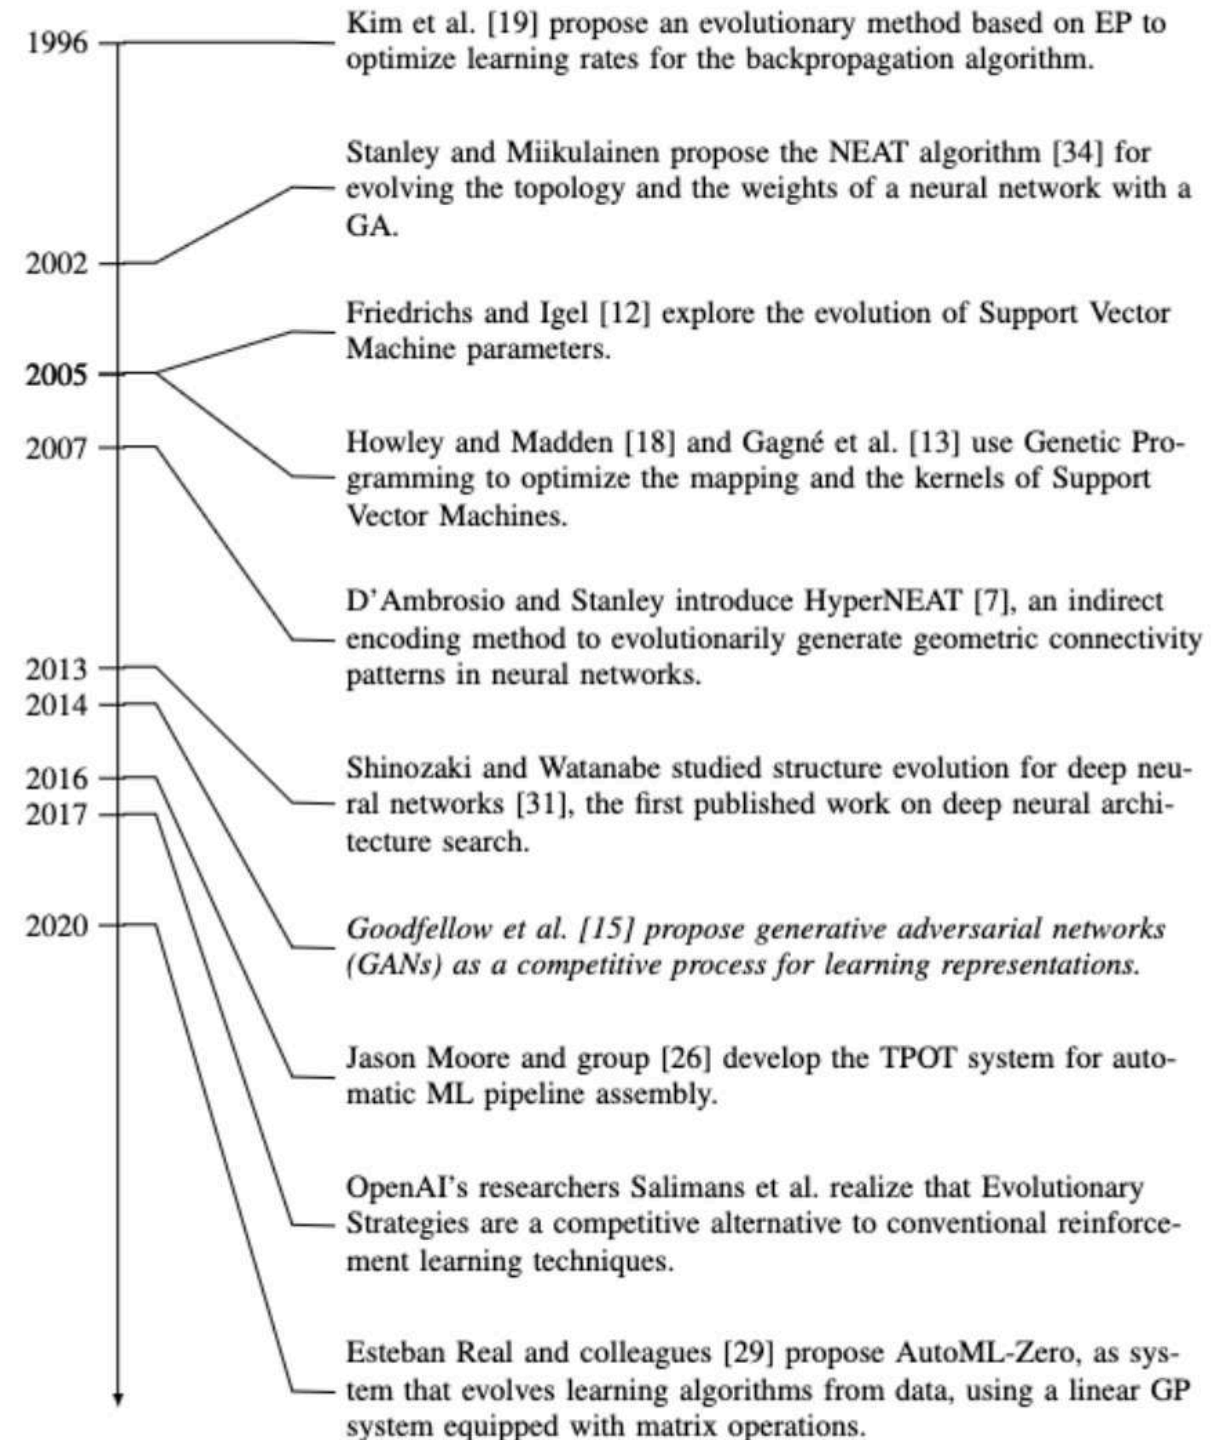 1996
Kim et al. [19] propose an evolutionary method based on EP to
optimize learning rates for the backpropagation algorithm.
Stanley and Miikulainen propose the NEAT algorithm [34] for
evolving the topology and the weights of a neural network with a
GA.
2002
Friedrichs and Igel [12] explore the evolution of Support Vector
Machine parameters.
2005
2007
Howley and Madden [18] and Gagné et al. [13] use Genetic Pro-
gramming to optimize the mapping and the kernels of Support
Vector Machines.
D'Ambrosio and Stanley introduce HyperNEAT [7], an indirect
encoding method to evolutionarily generate geometric connectivity
patterns in neural networks.
2013
2014
Shinozaki and Watanabe studied structure evolution for deep neu-
ral networks [31], the first published work on deep neural archi-
tecture search.
2016
2017
2020
Goodfellow et al. [15] propose generative adversarial networks
(GANs) as a competitive process for learning representations.
Jason Moore and group [26] develop the TPOT system for auto-
matic ML pipeline assembly.
OpenAI's researchers Salimans et al. realize that Evolutionary
Strategies are a competitive alternative to conventional reinforce-
ment learning techniques.
Esteban Real and colleagues [29] propose AutoML-Zero, as sys-
tem that evolves learning algorithms from data, using a linear GP
system equipped with matrix operations.